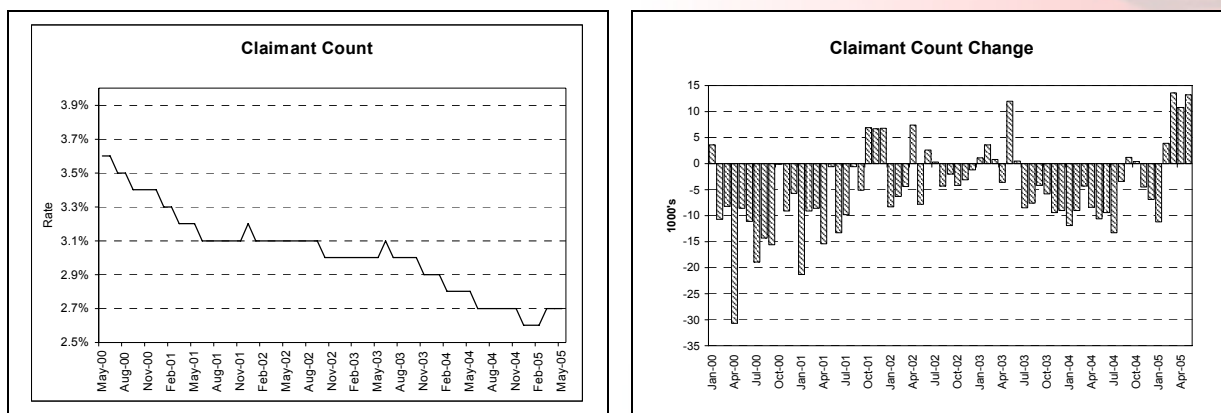 Claimant Count
Rate
3.9%
3.7%
3.5%
3.3%
3.1%
2.9%
2.7%
2.5%
May-00
Aug-00
Nov-00
Feb-01
May-01
Aug-01
Nov-01
Feb-02
May-02
Aug-02
Nov-02
Feb-03
May-03
Aug-03
Nov-03
Feb-04
May-04
Aug-04
Nov-04
Feb-05
May-05
Claimant Count Change
1000's
15
10
5
0
-5
-10
-15
-20
-25
-30
-35
Jan-00
Apr-00
Jul-00
Oct-00
Jan-01
Apr-01
Jul-01
Oct-01
Jan-02
Apr-02
Jul-02
Oct-02
Jan-03
Apr-03
Jul-03
Oct-03
Jan-04
Apr-04
Jul-04
Oct-04
Jan-05
Apr-05